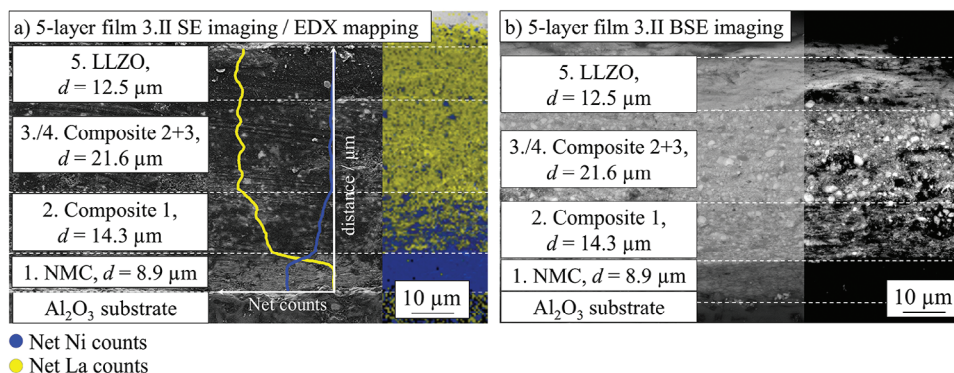 a) 5-layer film 3.II SE imaging / EDX mapping
5. LLZO,
d = 12.5 µm
3./4. Composite 2+3,
d = 21.6 µm
2. Composite 1,
d = 14.3 µm
1. NMC, d = 8.9 µm
Al₂O₃ substrate
distance / µm
Net counts
10 µm
Net Ni counts
Net La counts
b) 5-layer film 3.II BSE imaging
5. LLZO,
d = 12.5 µm
3./4. Composite 2+3,
d = 21.6 µm
2. Composite 1,
d = 14.3 µm
1. NMC, d = 8.9 µm
Al₂O₃ substrate
10 µm